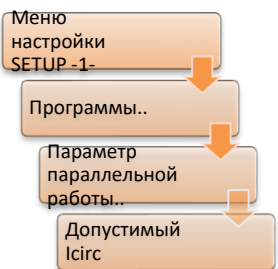 Меню
настройки
SETUP -1-
Программы..
Параметр
параллельной
работы..
Допустимый
Icirc